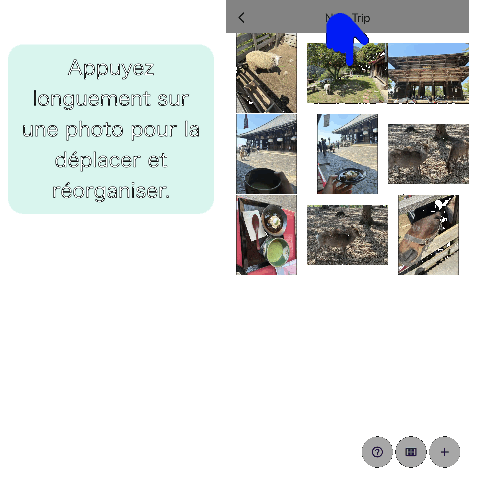 Appuyez
longuement sur
une photo pour la
déplacer et
réorganiser.
Trip